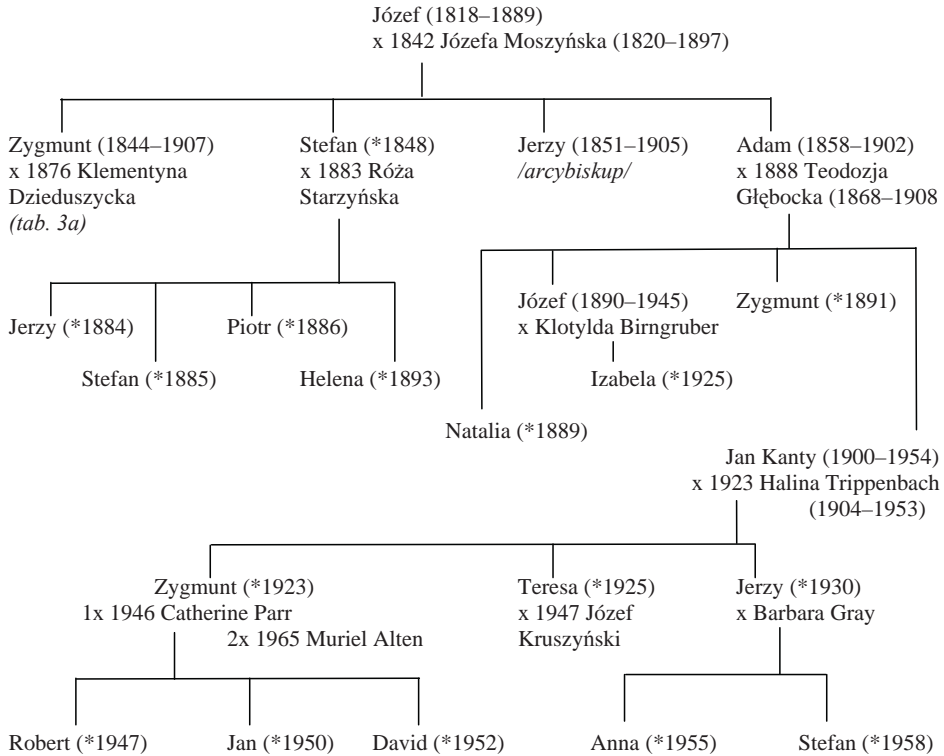 Józef (1818–1889)
x 1842 Józefa Moszyńska (1820–1897)
Zygmunt (1844–1907)
x 1876 Klementyna
Dzieduszycka
(tab. 3a)
Stefan (*1848)
x 1883 Róża
Starzyńska
Jerzy (1851–1905)
/arcybiskup/
Adam (1858–1902)
x 1888 Teodozja
Głębocka (1868–1908
Jerzy (*1884)
Stefan (*1885)
Piotr (*1886)
Helena (*1893)
Józef (1890–1945)
x Klotylda Birngruber
Izabela (*1925)
Zygmunt (*1891)
Natalia (*1889)
Jan Kanty (1900–1954)
x 1923 Halina Trippenbach
(1904–1953)
Zygmunt (*1923)
1x 1946 Catherine Parr
2x 1965 Muriel Alten
Teresa (*1925)
x 1947 Józef
Kruszyński
Jerzy (*1930)
x Barbara Gray
Robert (*1947)
Jan (*1950)
David (*1952)
Anna (*1955)
Stefan (*1958)